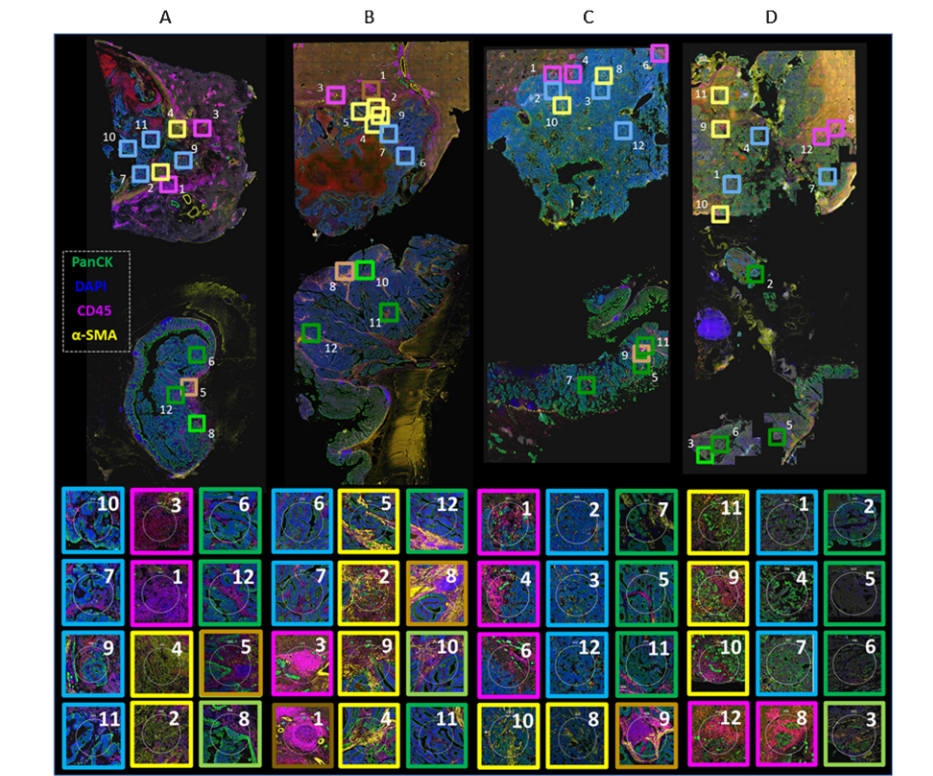 A B C D
1 6
3 1 4 8 11
10 11 4 3 3 2 2 3 9 8
5 9 10 4 12
9 4 12
7 7 1 7
2 1 6 10
PanCK
DAPI
CD45
α-SMA
8 10 2
11
6 12 11
9
5 7 5
12 6 5
8 3
10 3 6 6 5 12 1 2 7 11 1 2
7 1 12 7 2 8 4 3 5 9 4 5
9 4 5 3 9 10 6 12 11 10 7 6
11 2 8 1 4 11 10 8 9 12 8 3